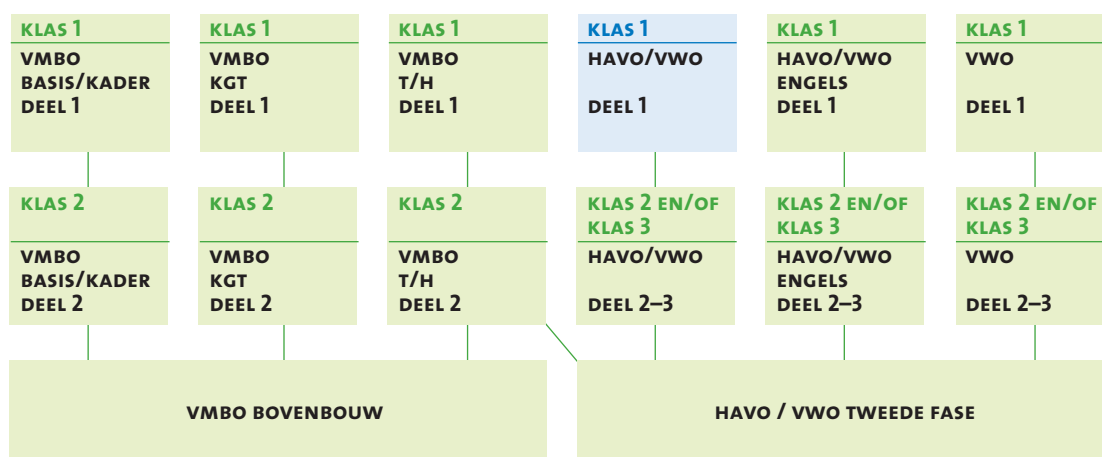 KLAS 1
VMBO
BASIS/KADER
DEEL 1
KLAS 1
VMBO
KGT
DEEL 1
KLAS 1
VMBO
T/H
DEEL 1
KLAS 1
HAVO/VWO
DEEL 1
KLAS 1
HAVO/VWO
ENGELS
DEEL 1
KLAS 1
VWO
DEEL 1
KLAS 2
VMBO
BASIS/KADER
DEEL 2
KLAS 2
VMBO
KGT
DEEL 2
KLAS 2
VMBO
T/H
DEEL 2
KLAS 2 EN/OF
KLAS 3
HAVO/VWO
DEEL 2–3
KLAS 2 EN/OF
KLAS 3
HAVO/VWO
ENGELS
DEEL 2–3
KLAS 2 EN/OF
KLAS 3
VWO
DEEL 2–3
VMBO BOVENBOUW
HAVO / VWO TWEEDE FASE